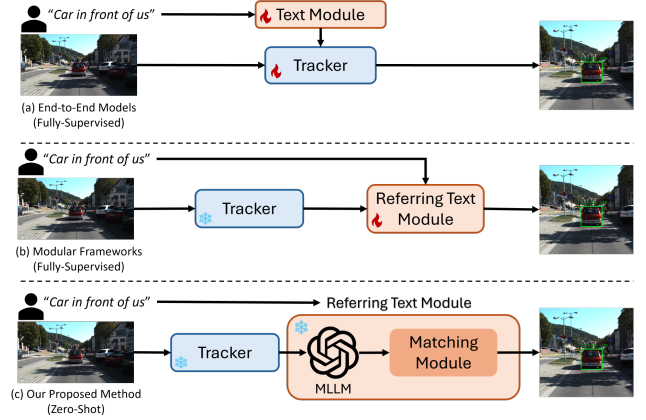 “Car in front of us”
Text Module
Tracker
(a) End-to-End Models
(Fully-Supervised)
“Car in front of us”
Tracker
Referring Text
Module
(b) Modular Frameworks
(Fully-Supervised)
“Car in front of us”
Referring Text Module
Tracker
MLLM
Matching
Module
(c) Our Proposed Method
(Zero-Shot)